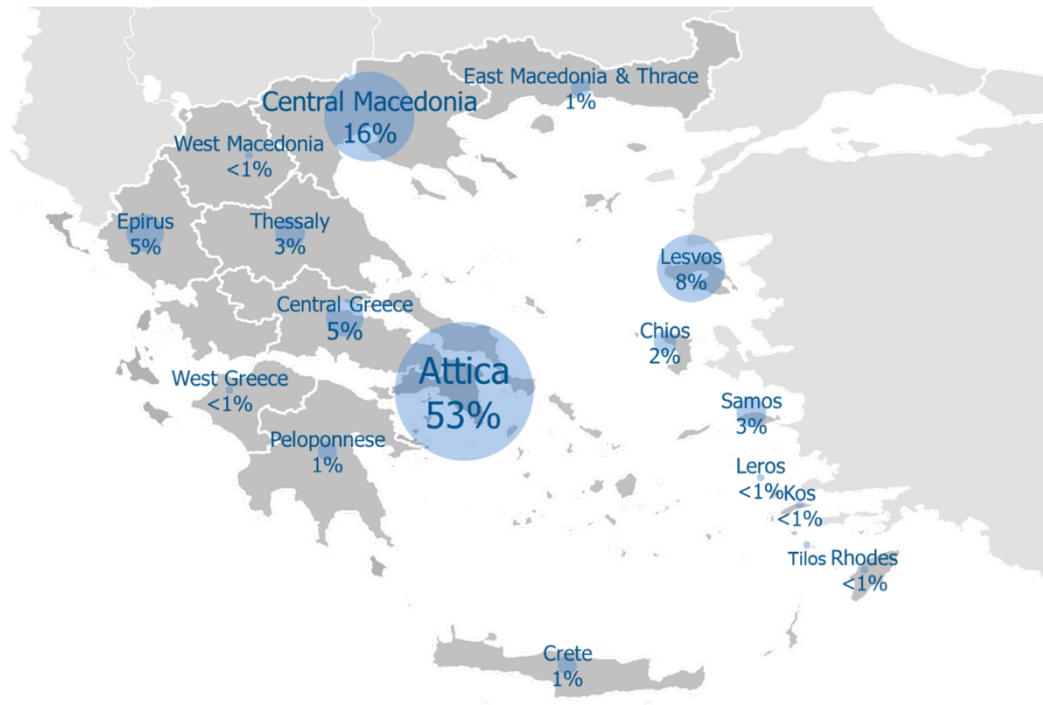 East Macedonia & Thrace
1%
Central Macedonia
16%
West Macedonia
<1%
Epirus
5%
Thessaly
3%
Lesvos
8%
Central Greece
5%
Chios
2%
Attica
53%
West Greece
<1%
Samos
3%
Peloponnese
1%
Leros
<1%
Kos
<1%
Tilos
Rhodes
<1%
Crete
1%